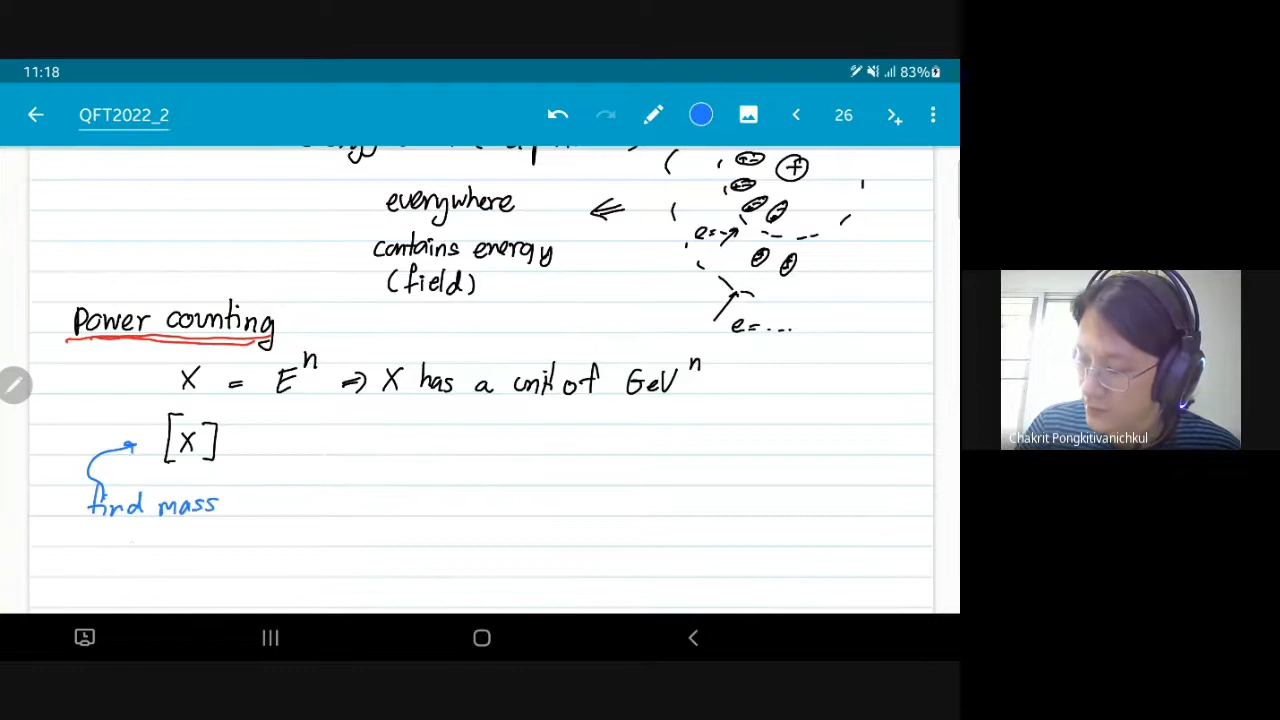 11:18
83%
QFT2022_2
26
everywhere
contains energy
(field)
e=-
e=...
Power counting
X = E^n ⇒ X has a unit of GeV^n
[X]
find mass
Chakrit Pongkitivanichkul